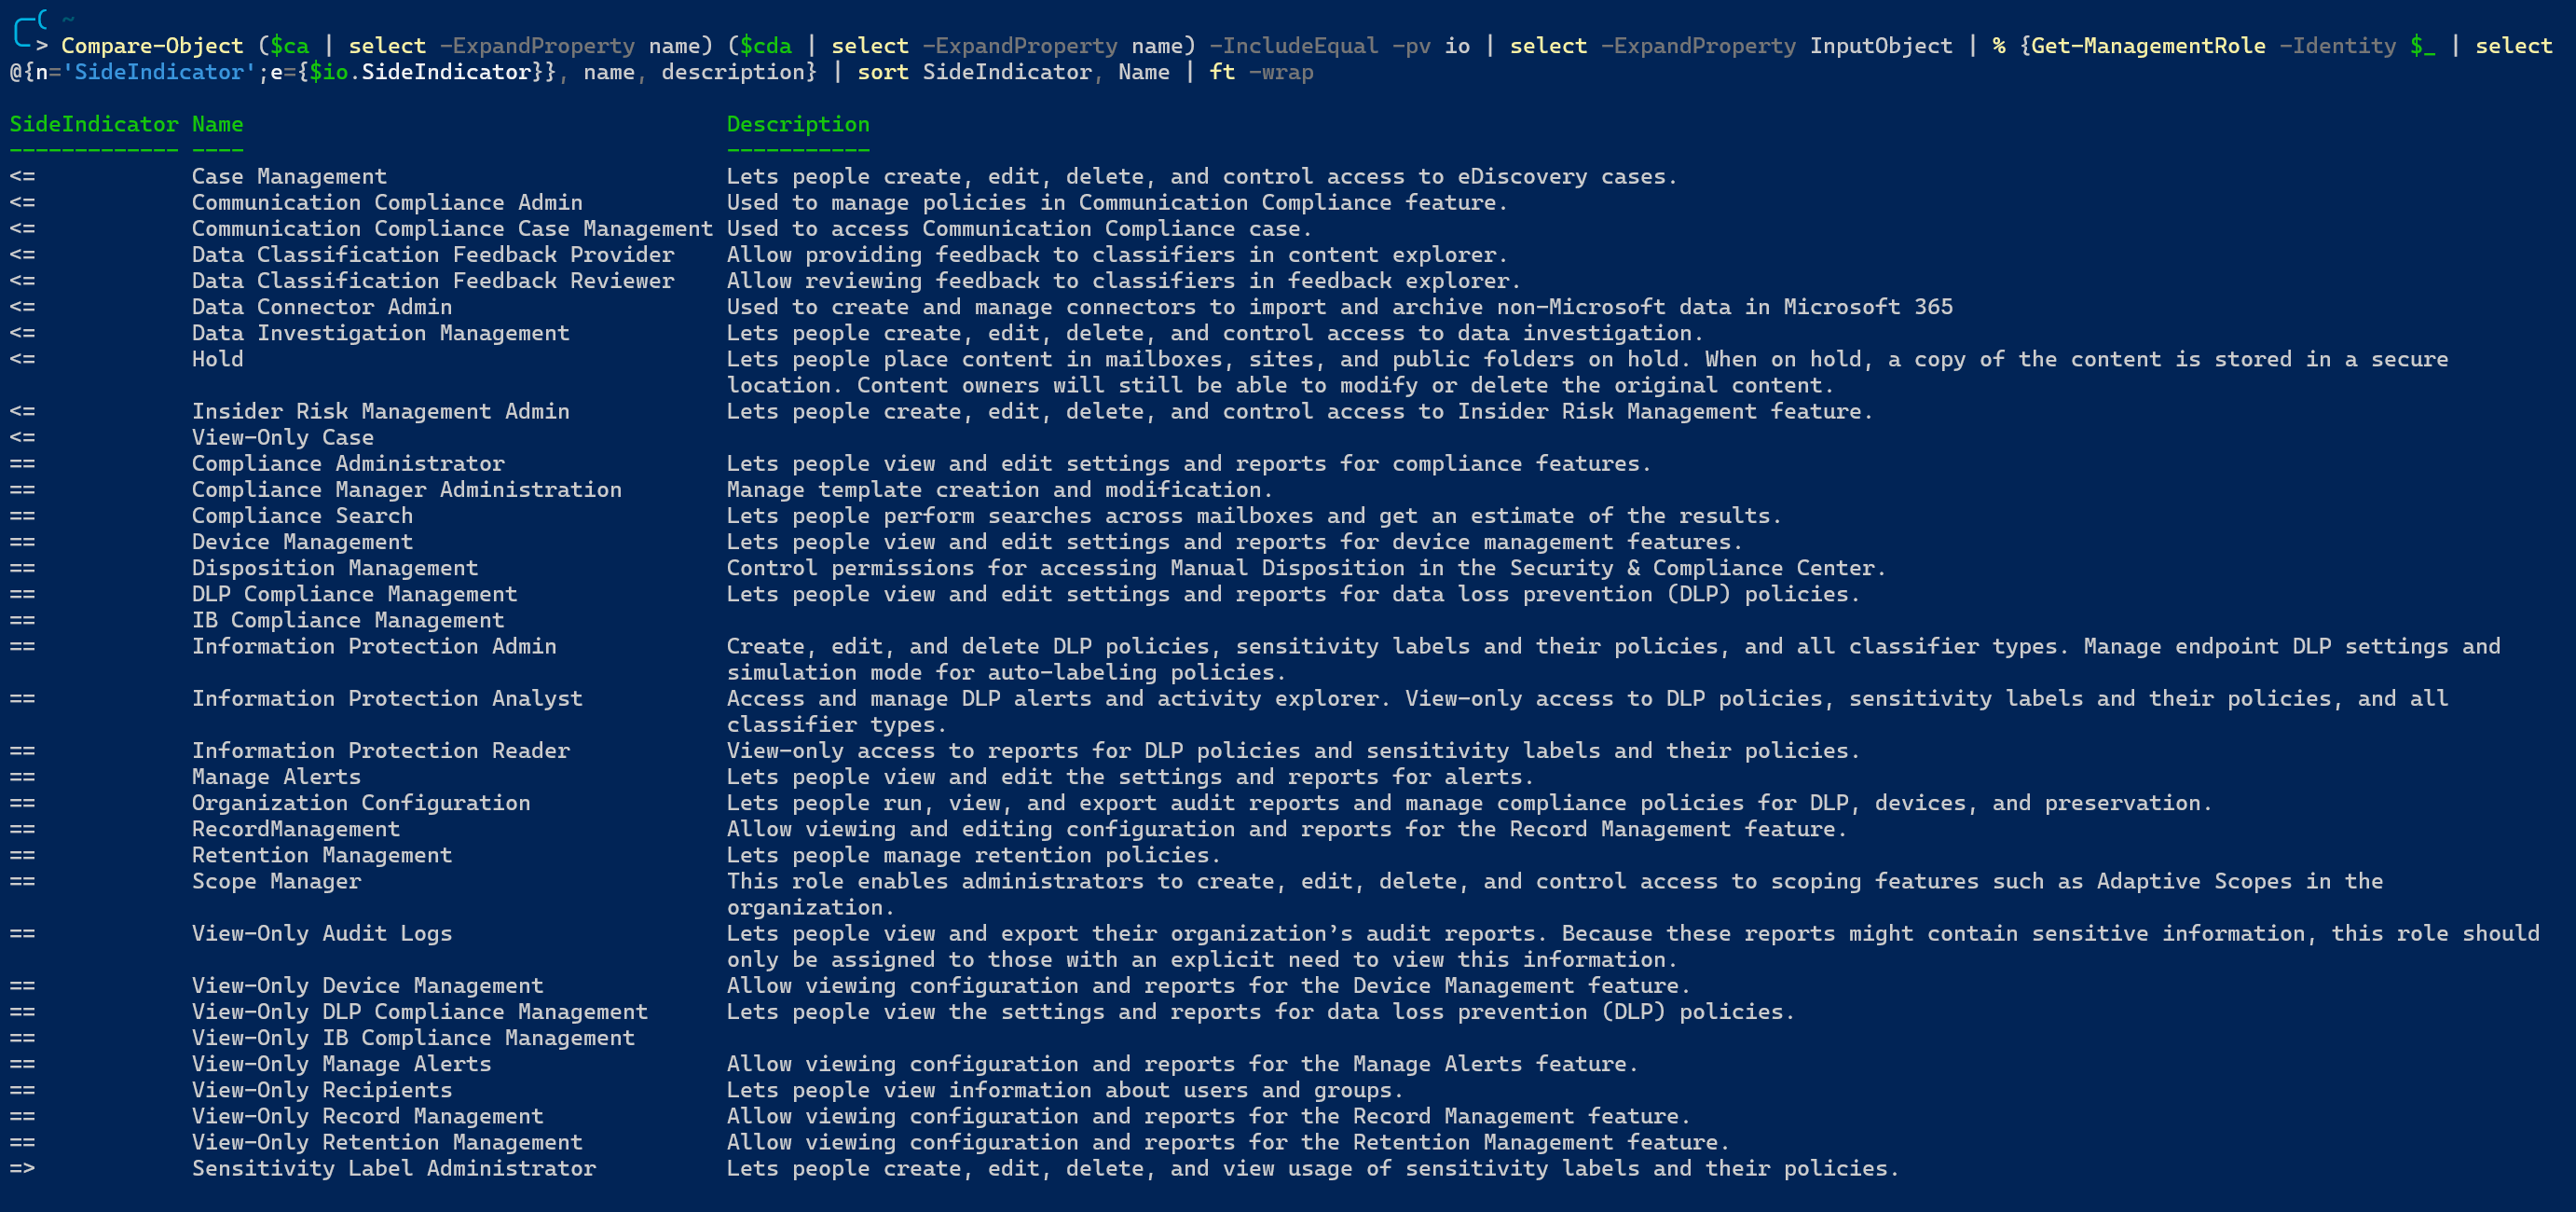 ~
> Compare-Object ($ca | select -ExpandProperty name) ($cda | select -ExpandProperty name) -IncludeEqual -pv io | select -ExpandProperty InputObject | % {Get-ManagementRole -Identity $_ | select
@{n='SideIndicator';e={$io.SideIndicator}}, name, description} | sort SideIndicator, Name | ft -wrap
SideIndicator Name Description
------------- ---- -----------
<= Case Management Lets people create, edit, delete, and control access to eDiscovery cases.
<= Communication Compliance Admin Used to manage policies in Communication Compliance feature.
<= Communication Compliance Case Management Used to access Communication Compliance case.
<= Data Classification Feedback Provider Allow providing feedback to classifiers in content explorer.
<= Data Classification Feedback Reviewer Allow reviewing feedback to classifiers in feedback explorer.
<= Data Connector Admin Used to create and manage connectors to import and archive non-Microsoft data in Microsoft 365
<= Data Investigation Management Lets people create, edit, delete, and control access to data investigation.
<= Hold Lets people place content in mailboxes, sites, and public folders on hold. When on hold, a copy of the content is stored in a secure
location. Content owners will still be able to modify or delete the original content.
<= Insider Risk Management Admin Lets people create, edit, delete, and control access to Insider Risk Management feature.
<= View-Only Case
== Compliance Administrator Lets people view and edit settings and reports for compliance features.
== Compliance Manager Administration Manage template creation and modification.
== Compliance Search Lets people perform searches across mailboxes and get an estimate of the results.
== Device Management Lets people view and edit settings and reports for device management features.
== Disposition Management Control permissions for accessing Manual Disposition in the Security & Compliance Center.
== DLP Compliance Management Lets people view and edit settings and reports for data loss prevention (DLP) policies.
== IB Compliance Management
== Information Protection Admin Create, edit, and delete DLP policies, sensitivity labels and their policies, and all classifier types. Manage endpoint DLP settings and
simulation mode for auto-labeling policies.
== Information Protection Analyst Access and manage DLP alerts and activity explorer. View-only access to DLP policies, sensitivity labels and their policies, and all
classifier types.
== Information Protection Reader View-only access to reports for DLP policies and sensitivity labels and their policies.
== Manage Alerts Lets people view and edit the settings and reports for alerts.
== Organization Configuration Lets people run, view, and export audit reports and manage compliance policies for DLP, devices, and preservation.
== RecordManagement Allow viewing and editing configuration and reports for the Record Management feature.
== Retention Management Lets people manage retention policies.
== Scope Manager This role enables administrators to create, edit, delete, and control access to scoping features such as Adaptive Scopes in the
organization.
== View-Only Audit Logs Lets people view and export their organization’s audit reports. Because these reports might contain sensitive information, this role should
only be assigned to those with an explicit need to view this information.
== View-Only Device Management Allow viewing configuration and reports for the Device Management feature.
== View-Only DLP Compliance Management Lets people view the settings and reports for data loss prevention (DLP) policies.
== View-Only IB Compliance Management
== View-Only Manage Alerts Allow viewing configuration and reports for the Manage Alerts feature.
== View-Only Recipients Lets people view information about users and groups.
== View-Only Record Management Allow viewing configuration and reports for the Record Management feature.
== View-Only Retention Management Allow viewing configuration and reports for the Retention Management feature.
=> Sensitivity Label Administrator Lets people create, edit, delete, and view usage of sensitivity labels and their policies.